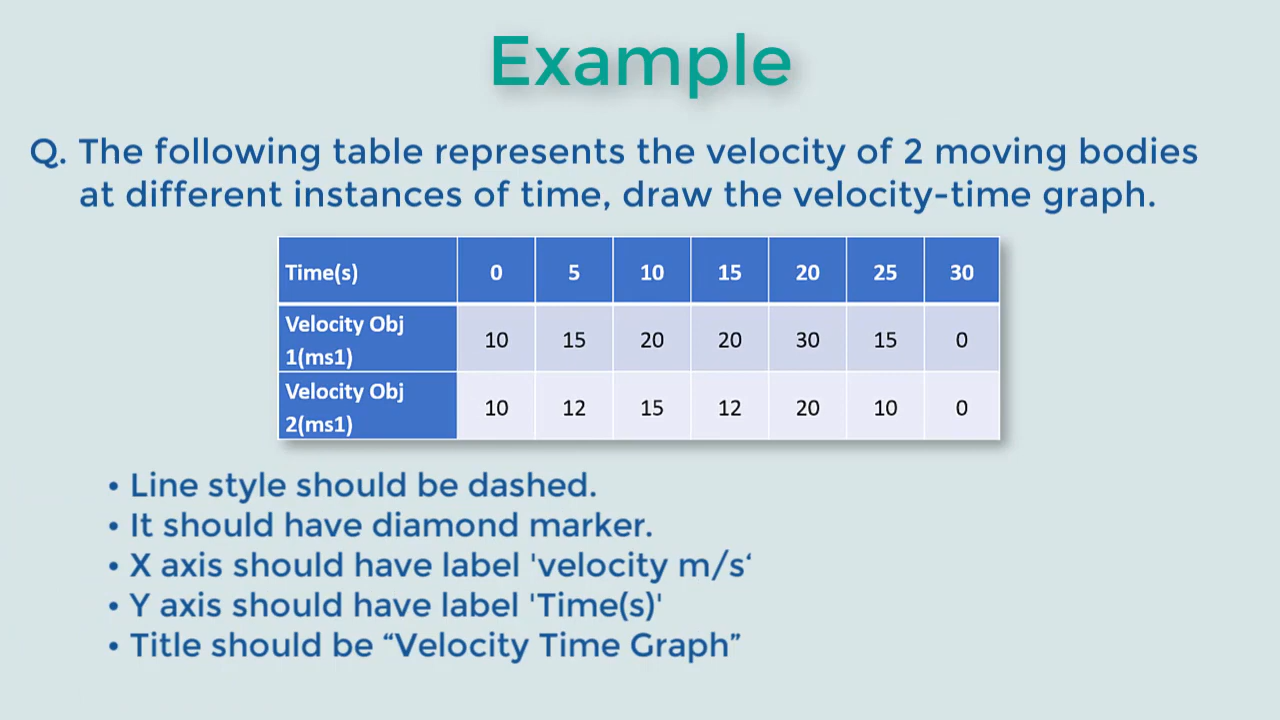 Example
Q. The following table represents the velocity of 2 moving bodies
at different instances of time, draw the velocity-time graph.
Time(s) 0 5 10 15 20 25 30
Velocity Obj
1(ms1) 10 15 20 20 30 15 0
Velocity Obj
2(ms1) 10 12 15 12 20 10 0
• Line style should be dashed.
• It should have diamond marker.
• X axis should have label 'velocity m/s‘
• Y axis should have label 'Time(s)'
• Title should be “Velocity Time Graph”